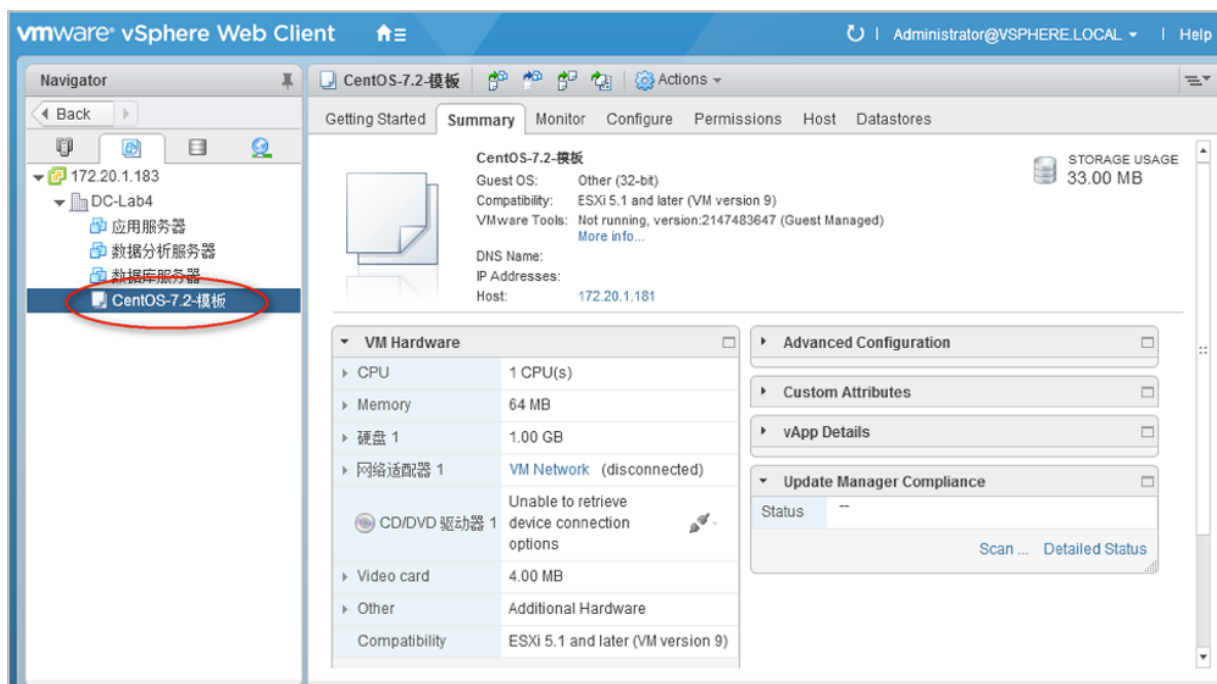 vmware® vSphere Web Client
Administrator@VSPHERE.LOCAL
Help
Navigator
Back
172.20.1.183
DC-Lab4
应用服务器
数据分析服务器
数据库服务器
CentOS-7.2-模板
CentOS-7.2-模板
Actions
Getting Started Summary Monitor Configure Permissions Host Datastores
CentOS-7.2-模板
Guest OS: Other (32-bit)
Compatibility: ESXi 5.1 and later (VM version 9)
VMware Tools: Not running, version:2147483647 (Guest Managed)
More info...
DNS Name:
IP Addresses:
Host: 172.20.1.181
STORAGE USAGE
33.00 MB
VM Hardware
CPU 1 CPU(s)
Memory 64 MB
硬盘 1 1.00 GB
网络适配器 1 VM Network (disconnected)
CD/DVD 驱动器 1 Unable to retrieve
device connection
options
Video card 4.00 MB
Other Additional Hardware
Compatibility ESXi 5.1 and later (VM version 9)
Advanced Configuration
Custom Attributes
vApp Details
Update Manager Compliance
Status --
Scan ... Detailed Status